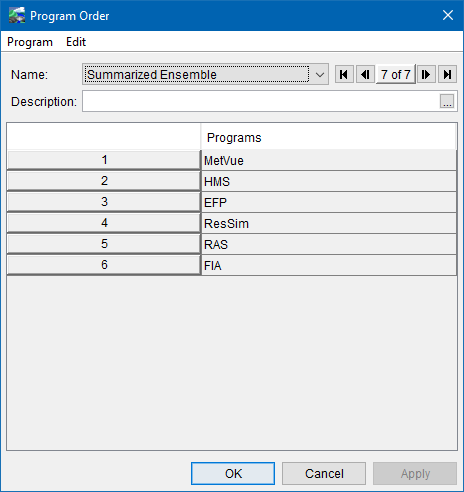 Program Order
Program Edit
Name: Summarized Ensemble 7 of 7
Description: ...
Programs
1 MetVue
2 HMS
3 EFP
4 ResSim
5 RAS
6 FIA
OK Cancel Apply